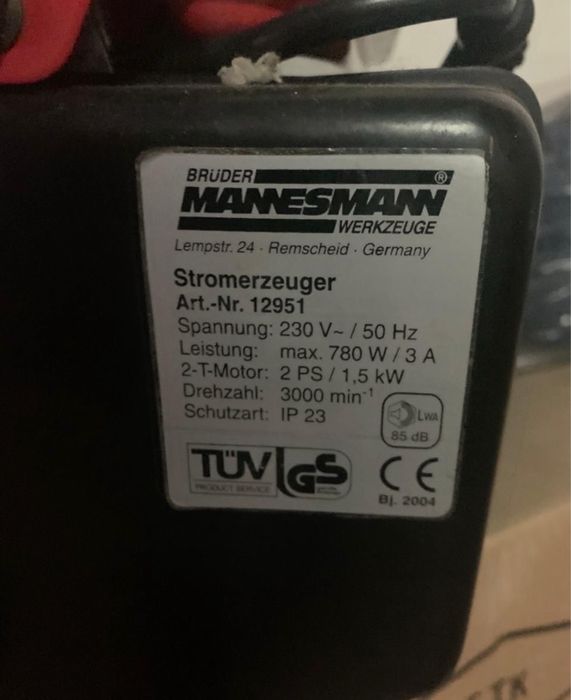 BRÜDER
MANNESMANN ®
WERKZEUGE
Lempstr. 24 · Remscheid · Germany
Stromerzeuger
Art.-Nr. 12951
Spannung: 230 V~ / 50 Hz
Leistung: max. 780 W / 3 A
2-T-Motor: 2 PS / 1,5 kW
Drehzahl: 3000 min⁻¹
Schutzart: IP 23
LWA
85 dB
TÜV
PRODUCT SERVICE
GS
CE
Bj. 2004